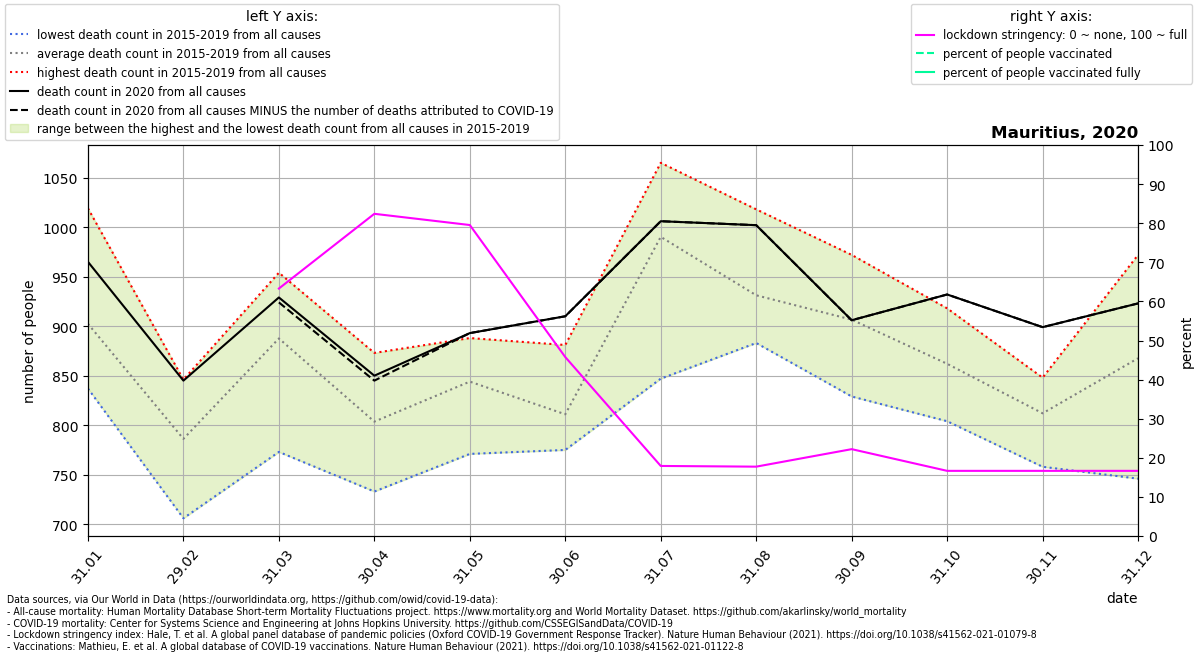 left Y axis:
lowest death count in 2015-2019 from all causes
average death count in 2015-2019 from all causes
highest death count in 2015-2019 from all causes
death count in 2020 from all causes
death count in 2020 from all causes MINUS the number of deaths attributed to COVID-19
range between the highest and the lowest death count from all causes in 2015-2019
right Y axis:
lockdown stringency: 0 ~ none, 100 ~ full
percent of people vaccinated
percent of people vaccinated fully
Mauritius, 2020
1050
1000
950
900
850
800
750
700
number of people
100
90
80
70
60
50
40
30
20
10
0
percent
31.01
29.02
31.03
30.04
31.05
30.06
31.07
31.08
30.09
31.10
30.11
31.12
date
Data sources, via Our World in Data (https://ourworldindata.org, https://github.com/owid/covid-19-data):
- All-cause mortality: Human Mortality Database Short-term Mortality Fluctuations project. https://www.mortality.org and World Mortality Dataset. https://github.com/akarlinsky/world_mortality
- COVID-19 mortality: Center for Systems Science and Engineering at Johns Hopkins University. https://github.com/CSSEGISandData/COVID-19
- Lockdown stringency index: Hale, T. et al. A global panel database of pandemic policies (Oxford COVID-19 Government Response Tracker). Nature Human Behaviour (2021). https://doi.org/10.1038/s41562-021-01079-8
- Vaccinations: Mathieu, E. et al. A global database of COVID-19 vaccinations. Nature Human Behaviour (2021). https://doi.org/10.1038/s41562-021-01122-8